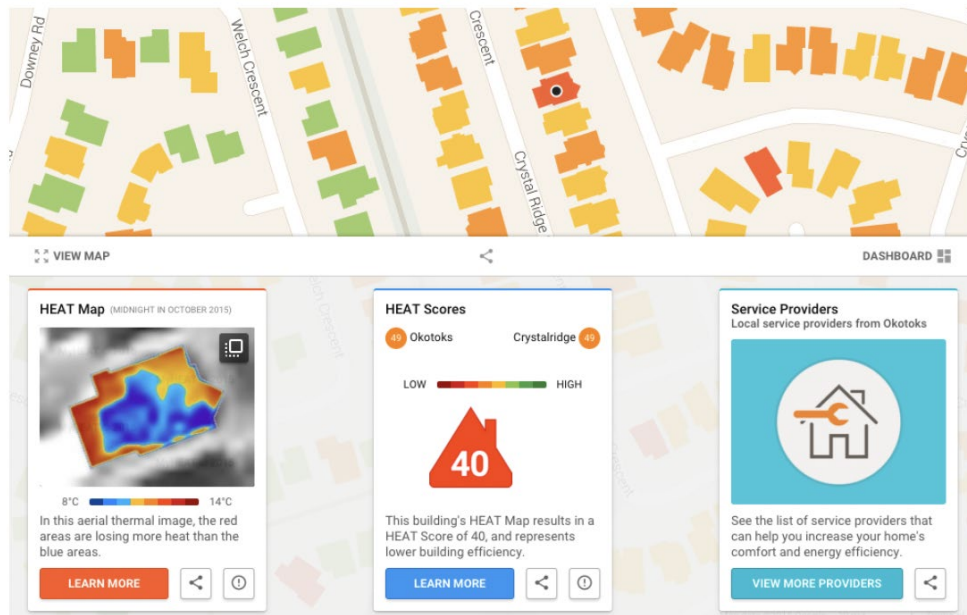 Downey Rd
Welch Crescent
Crescent
Crystal Ridge
VIEW MAP
DASHBOARD
HEAT Map (MIDNIGHT IN OCTOBER 2015)
8°C 14°C
In this aerial thermal image, the red
areas are losing more heat than the
blue areas.
LEARN MORE
HEAT Scores
49 Okotoks Crystalridge 49
LOW HIGH
40
This building's HEAT Map results in a
HEAT Score of 40, and represents
lower building efficiency.
LEARN MORE
Service Providers
Local service providers from Okotoks
See the list of service providers that
can help you increase your home's
comfort and energy efficiency.
VIEW MORE PROVIDERS